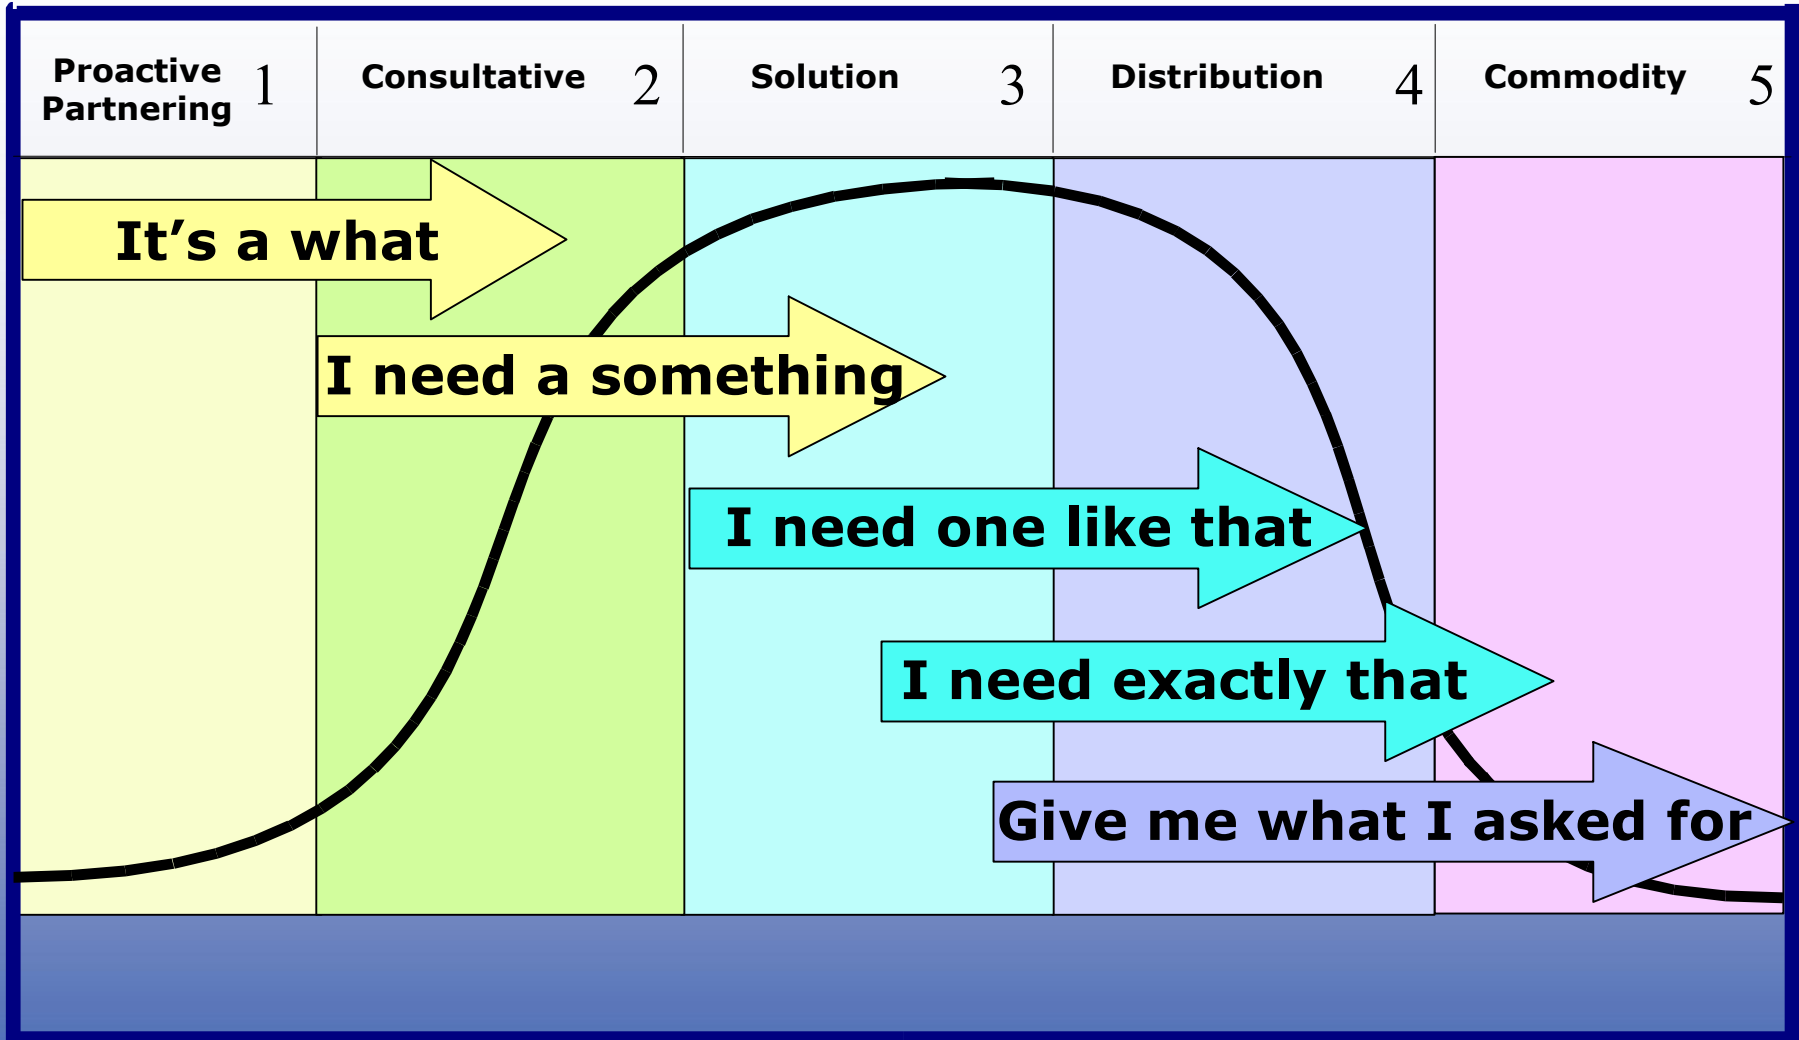 Proactive
Partnering 1
Consultative 2
Solution 3
Distribution 4
Commodity 5
It’s a what
I need a something
I need one like that
I need exactly that
Give me what I asked for